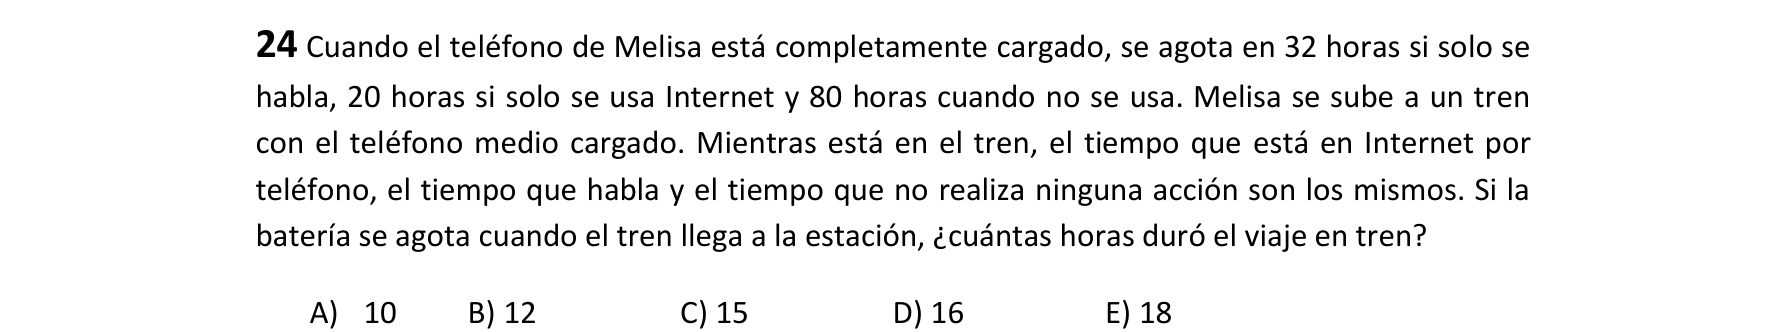 24 Cuando el teléfono de Melisa está completamente cargado, se agota en 32 horas si solo se
habla, 20 horas si solo se usa Internet y 80 horas cuando no se usa. Melisa se sube a un tren
con el teléfono medio cargado. Mientras está en el tren, el tiempo que está en Internet por
teléfono, el tiempo que habla y el tiempo que no realiza ninguna acción son los mismos. Si la
batería se agota cuando el tren llega a la estación, ¿cuántas horas duró el viaje en tren?
A) 10 B) 12 C) 15 D) 16 E) 18